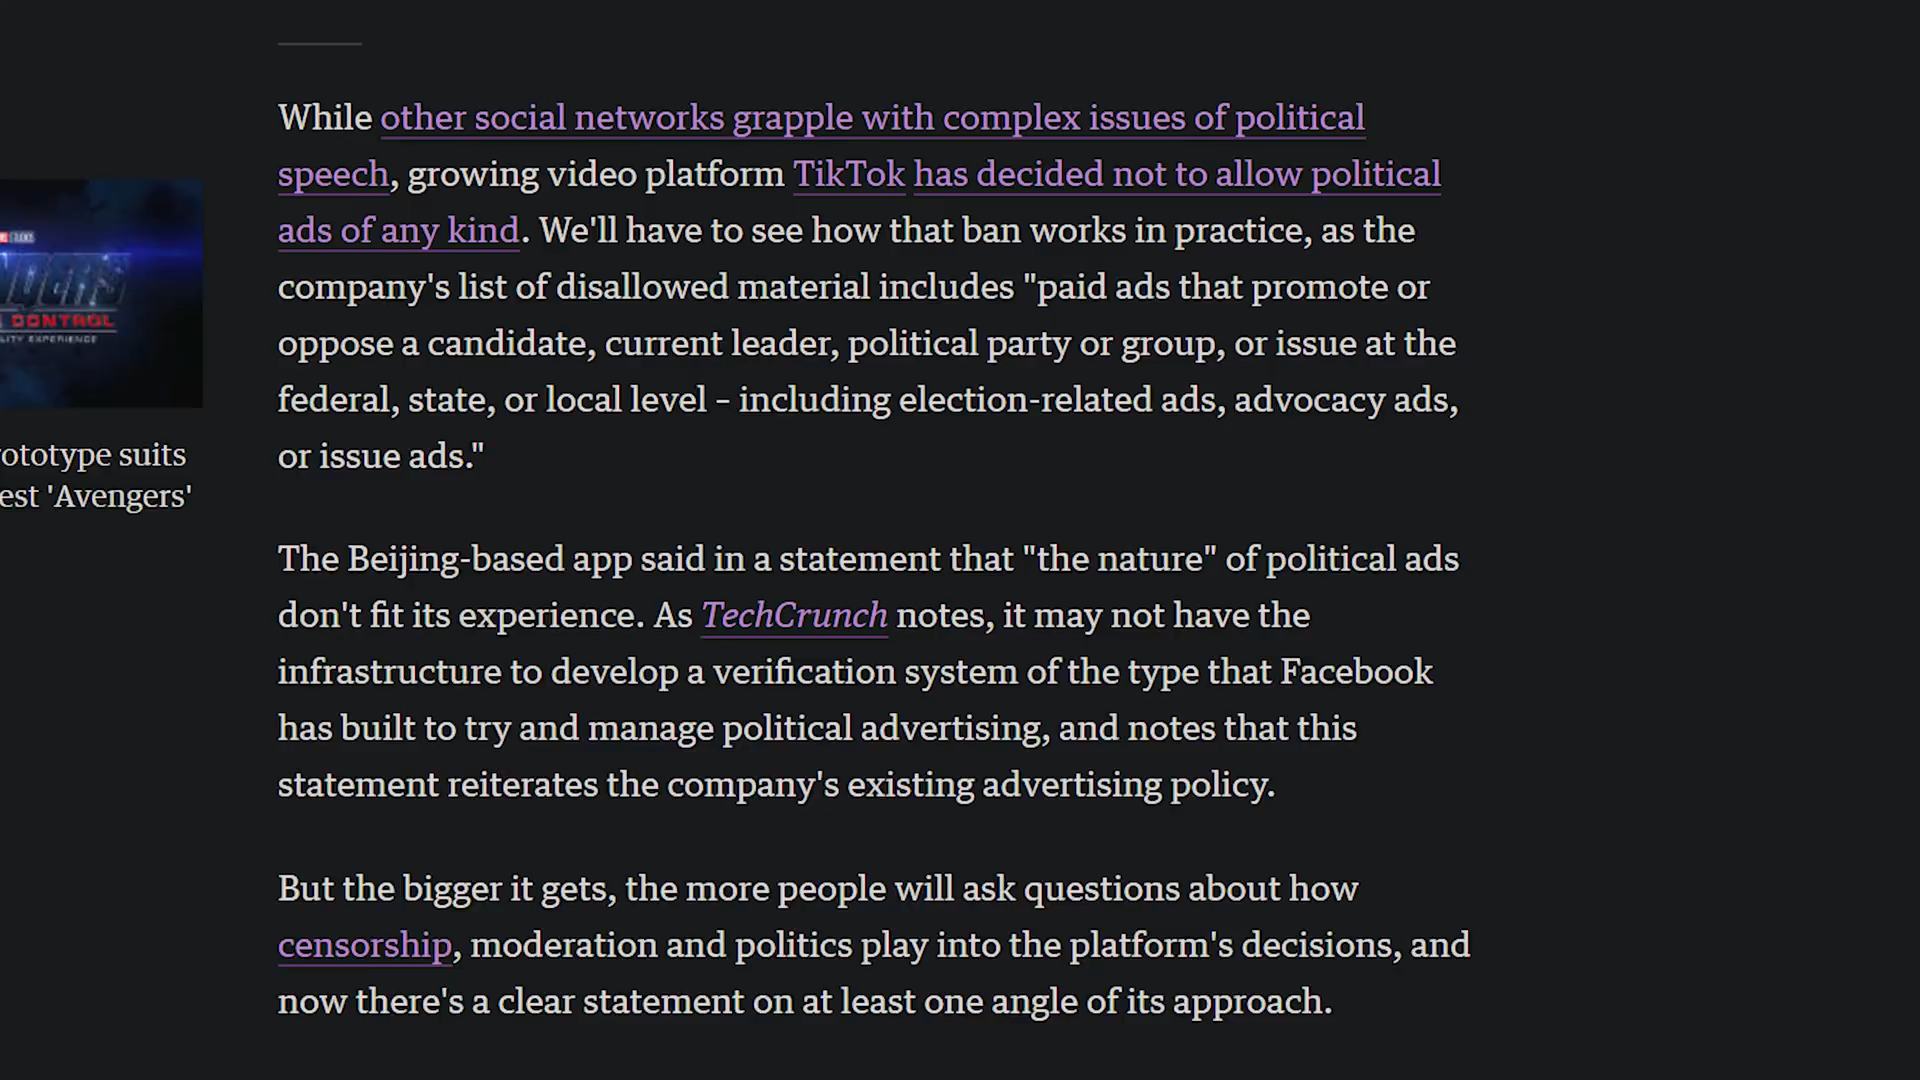 While other social networks grapple with complex issues of political
speech, growing video platform TikTok has decided not to allow political
ads of any kind. We'll have to see how that ban works in practice, as the
company's list of disallowed material includes "paid ads that promote or
oppose a candidate, current leader, political party or group, or issue at the
federal, state, or local level – including election-related ads, advocacy ads,
or issue ads."
The Beijing-based app said in a statement that "the nature" of political ads
don't fit its experience. As TechCrunch notes, it may not have the
infrastructure to develop a verification system of the type that Facebook
has built to try and manage political advertising, and notes that this
statement reiterates the company's existing advertising policy.
But the bigger it gets, the more people will ask questions about how
censorship, moderation and politics play into the platform's decisions, and
now there's a clear statement on at least one angle of its approach.
STUDIOS
CONTROL
EXPERIENCE
ototype suits
est 'Avengers'